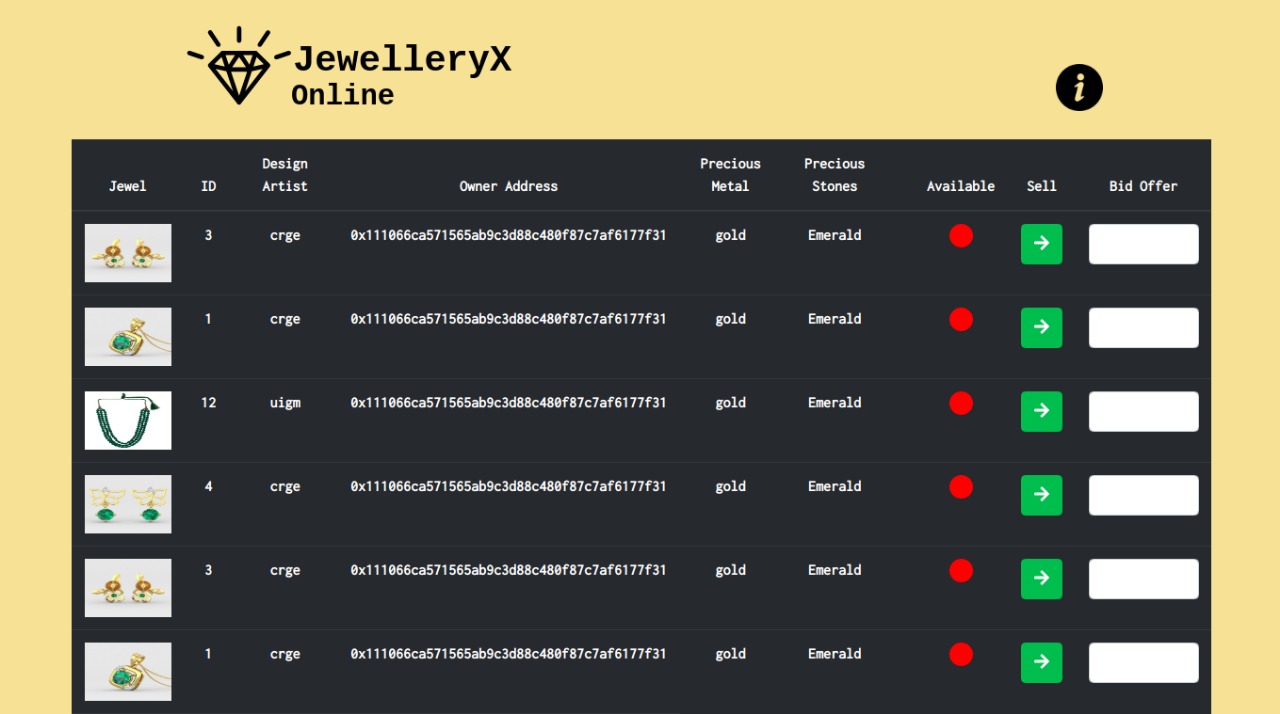 JewelleryX
Online
i
Jewel ID Design Artist Owner Address Precious Metal Precious Stones Available Sell Bid Offer
3 crge 0x111066ca571565ab9c3d88c480f87c7af6177f31 gold Emerald
1 crge 0x111066ca571565ab9c3d88c480f87c7af6177f31 gold Emerald
12 uigm 0x111066ca571565ab9c3d88c480f87c7af6177f31 gold Emerald
4 crge 0x111066ca571565ab9c3d88c480f87c7af6177f31 gold Emerald
3 crge 0x111066ca571565ab9c3d88c480f87c7af6177f31 gold Emerald
1 crge 0x111066ca571565ab9c3d88c480f87c7af6177f31 gold Emerald